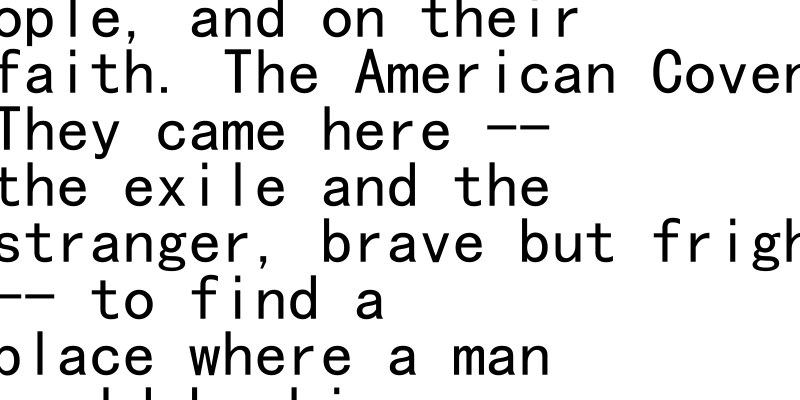 ople, and on their
faith. The American Coven
They came here --
the exile and the
stranger, brave but frigh
-- to find a
place where a man